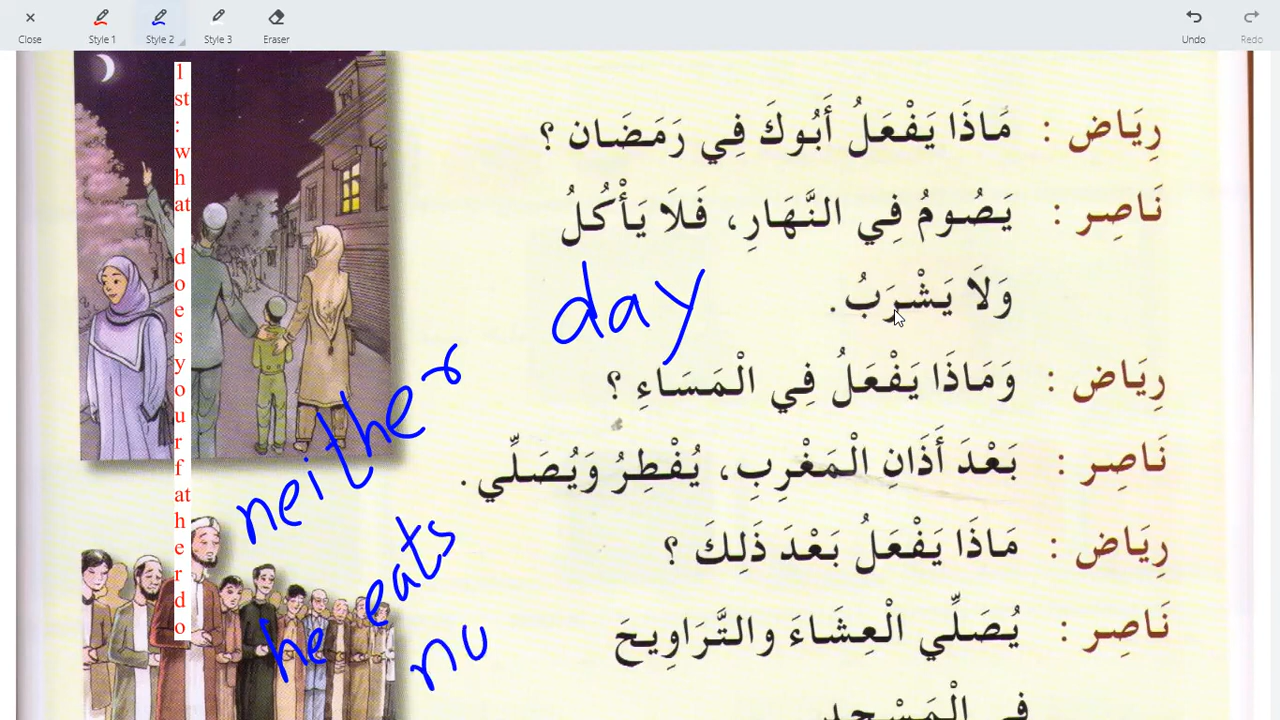 Close
Style 1
Style 2
Style 3
Eraser
Undo
Redo
1st: what does your father do
رِيَاض : مَاذَا يَفْعَلُ أَبُوكَ فِي رَمَضَان ؟
نَاصِر : يَصُومُ فِي النَّهَارِ، فَلَا يَأْكُلُ
وَلَا يَشْرَبُ .
day
رِيَاض : وَمَاذَا يَفْعَلُ فِي الْمَسَاءِ ؟
نَاصِر : بَعْدَ أَذَانِ الْمَغْرِبِ، يُفْطِرُ وَيُصَلِّي .
neither
رِيَاض : مَاذَا يَفْعَلُ بَعْدَ ذَلِكَ ؟
he eats
نَاصِر : يُصَلِّي الْعِشَاءَ والتَّرَاوِيحَ
فِي الْمَسْجِدِ